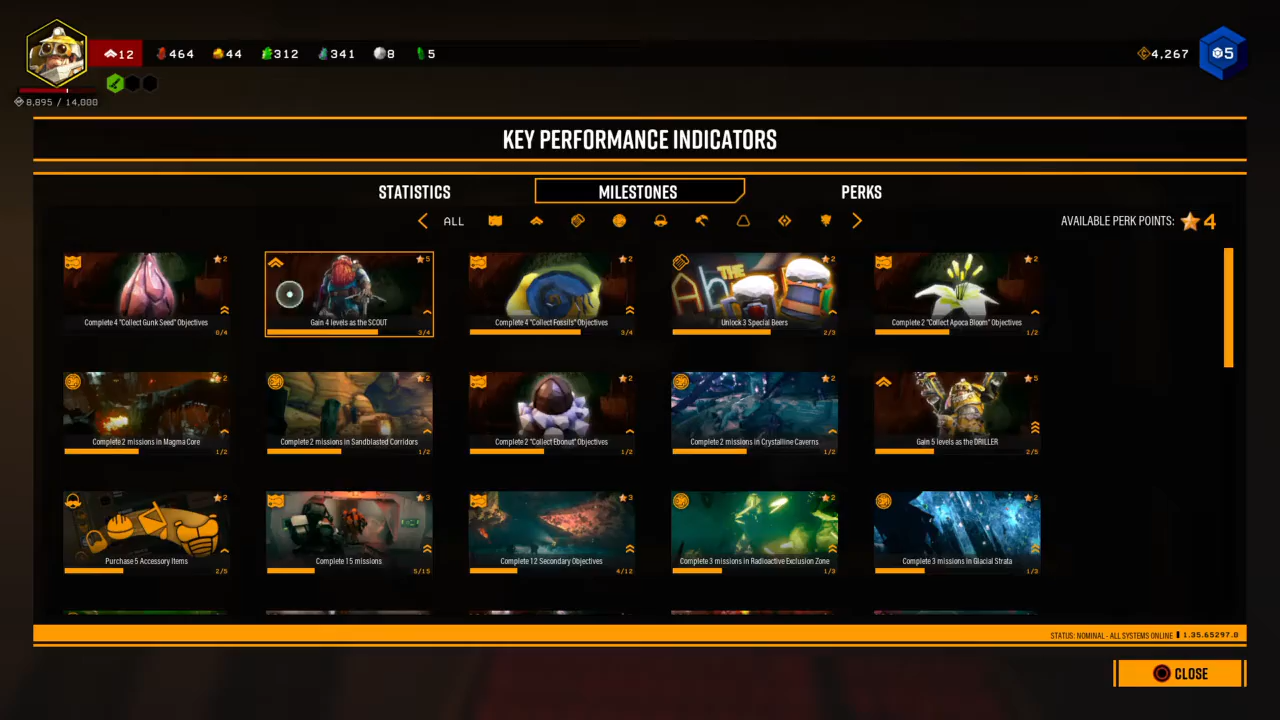 12 464 44 312 341 8 5 4,267 5
8,895 / 14,000
KEY PERFORMANCE INDICATORS
STATISTICS MILESTONES PERKS
ALL AVAILABLE PERK POINTS: 4
2 5 2 2 2
THE
Complete 4 "Collect Gunk Seed" Objectives Gain 4 levels as the SCOUT Complete 4 "Collect Fossils" Objectives Unlock 3 Special Beers Complete 2 "Collect Apoca Bloom" Objectives
0/4 3/4 3/4 2/3 1/2
2 2 2 2 5
Complete 2 missions in Magma Core Complete 2 missions in Sandblasted Corridors Complete 2 "Collect Ebonut" Objectives Complete 2 missions in Crystalline Caverns Gain 5 levels as the DRILLER
1/2 1/2 1/2 1/2 2/5
2 3 3 2 2
Purchase 5 Accessory Items Complete 15 missions Complete 12 Secondary Objectives Complete 3 missions in Radioactive Exclusion Zone Complete 3 missions in Glacial Strata
2/5 5/15 4/12 1/3 1/3
STATUS: NOMINAL - ALL SYSTEMS ONLINE 1.35.65297.0
CLOSE